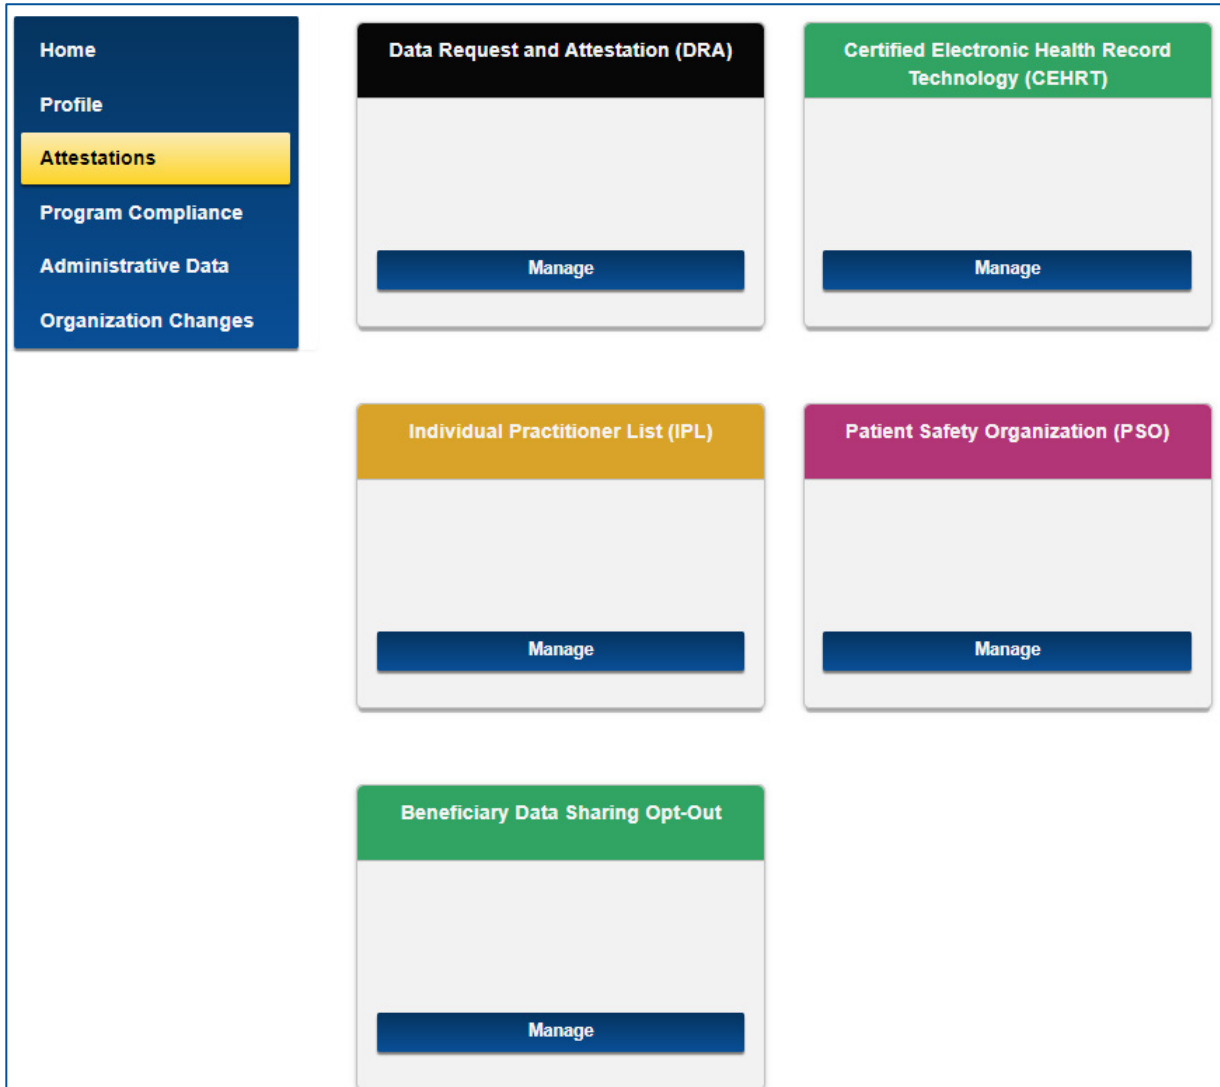 Home
Profile
Attestations
Program Compliance
Administrative Data
Organization Changes
Data Request and Attestation (DRA)
Manage
Certified Electronic Health Record
Technology (CEHRT)
Manage
Individual Practitioner List (IPL)
Manage
Patient Safety Organization (PSO)
Manage
Beneficiary Data Sharing Opt-Out
Manage